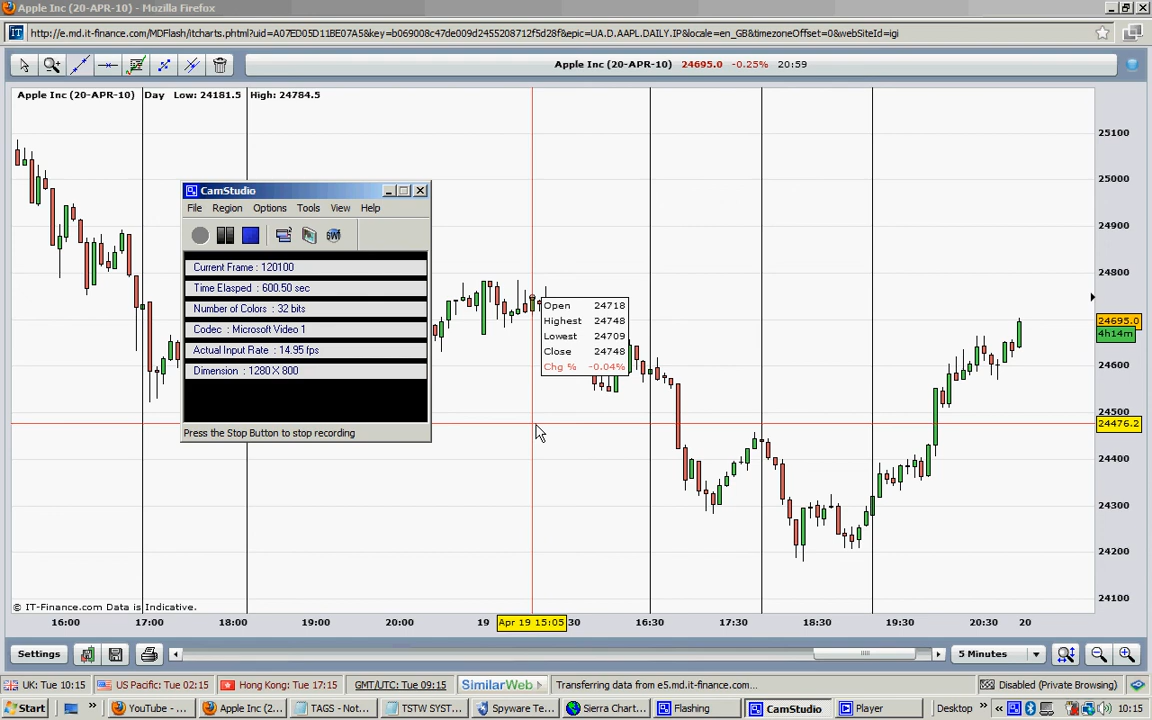 Apple Inc (20-APR-10) - Mozilla Firefox
http://e.md.it-finance.com/MDFlash/itcharts.phtml?uid=A07ED05D11BE07A5&key=b069008c47de009d2455208712f5d28f&epic=UA.D.AAPL.DAILY.IP&locale=en_GB&timezoneOffset=0&webSiteId=igi
Apple Inc (20-APR-10) 24695.0 -0.25% 20:59
Apple Inc (20-APR-10) Day Low: 24181.5 High: 24784.5
25100
25000
24900
24800
24695.0
4h14m
24600
24500
24476.2
24400
24300
24200
24100
CamStudio
File Region Options Tools View Help
Current Frame : 120100
Time Elasped : 600.50 sec
Number of Colors : 32 bits
Codec : Microsoft Video 1
Actual Input Rate : 14.95 fps
Dimension : 1280 X 800
Press the Stop Button to stop recording
Open 24718
Highest 24748
Lowest 24709
Close 24748
Chg % -0.04%
© IT-Finance.com Data is Indicative.
16:00 17:00 18:00 19:00 20:00 19 Apr 19 15:05 30 16:30 17:30 18:30 19:30 20:30 20
Settings 5 Minutes
UK: Tue 10:15 US Pacific: Tue 02:15 Hong Kong: Tue 17:15 GMT/UTC: Tue 09:15 SimilarWeb Transferring data from e5.md.it-finance.com... Disabled (Private Browsing)
Start YouTube - ... Apple Inc (2... TAGS - Not... TSTW SYST... Spyware Te... Sierra Chart... Flashing CamStudio Player Desktop 10:15